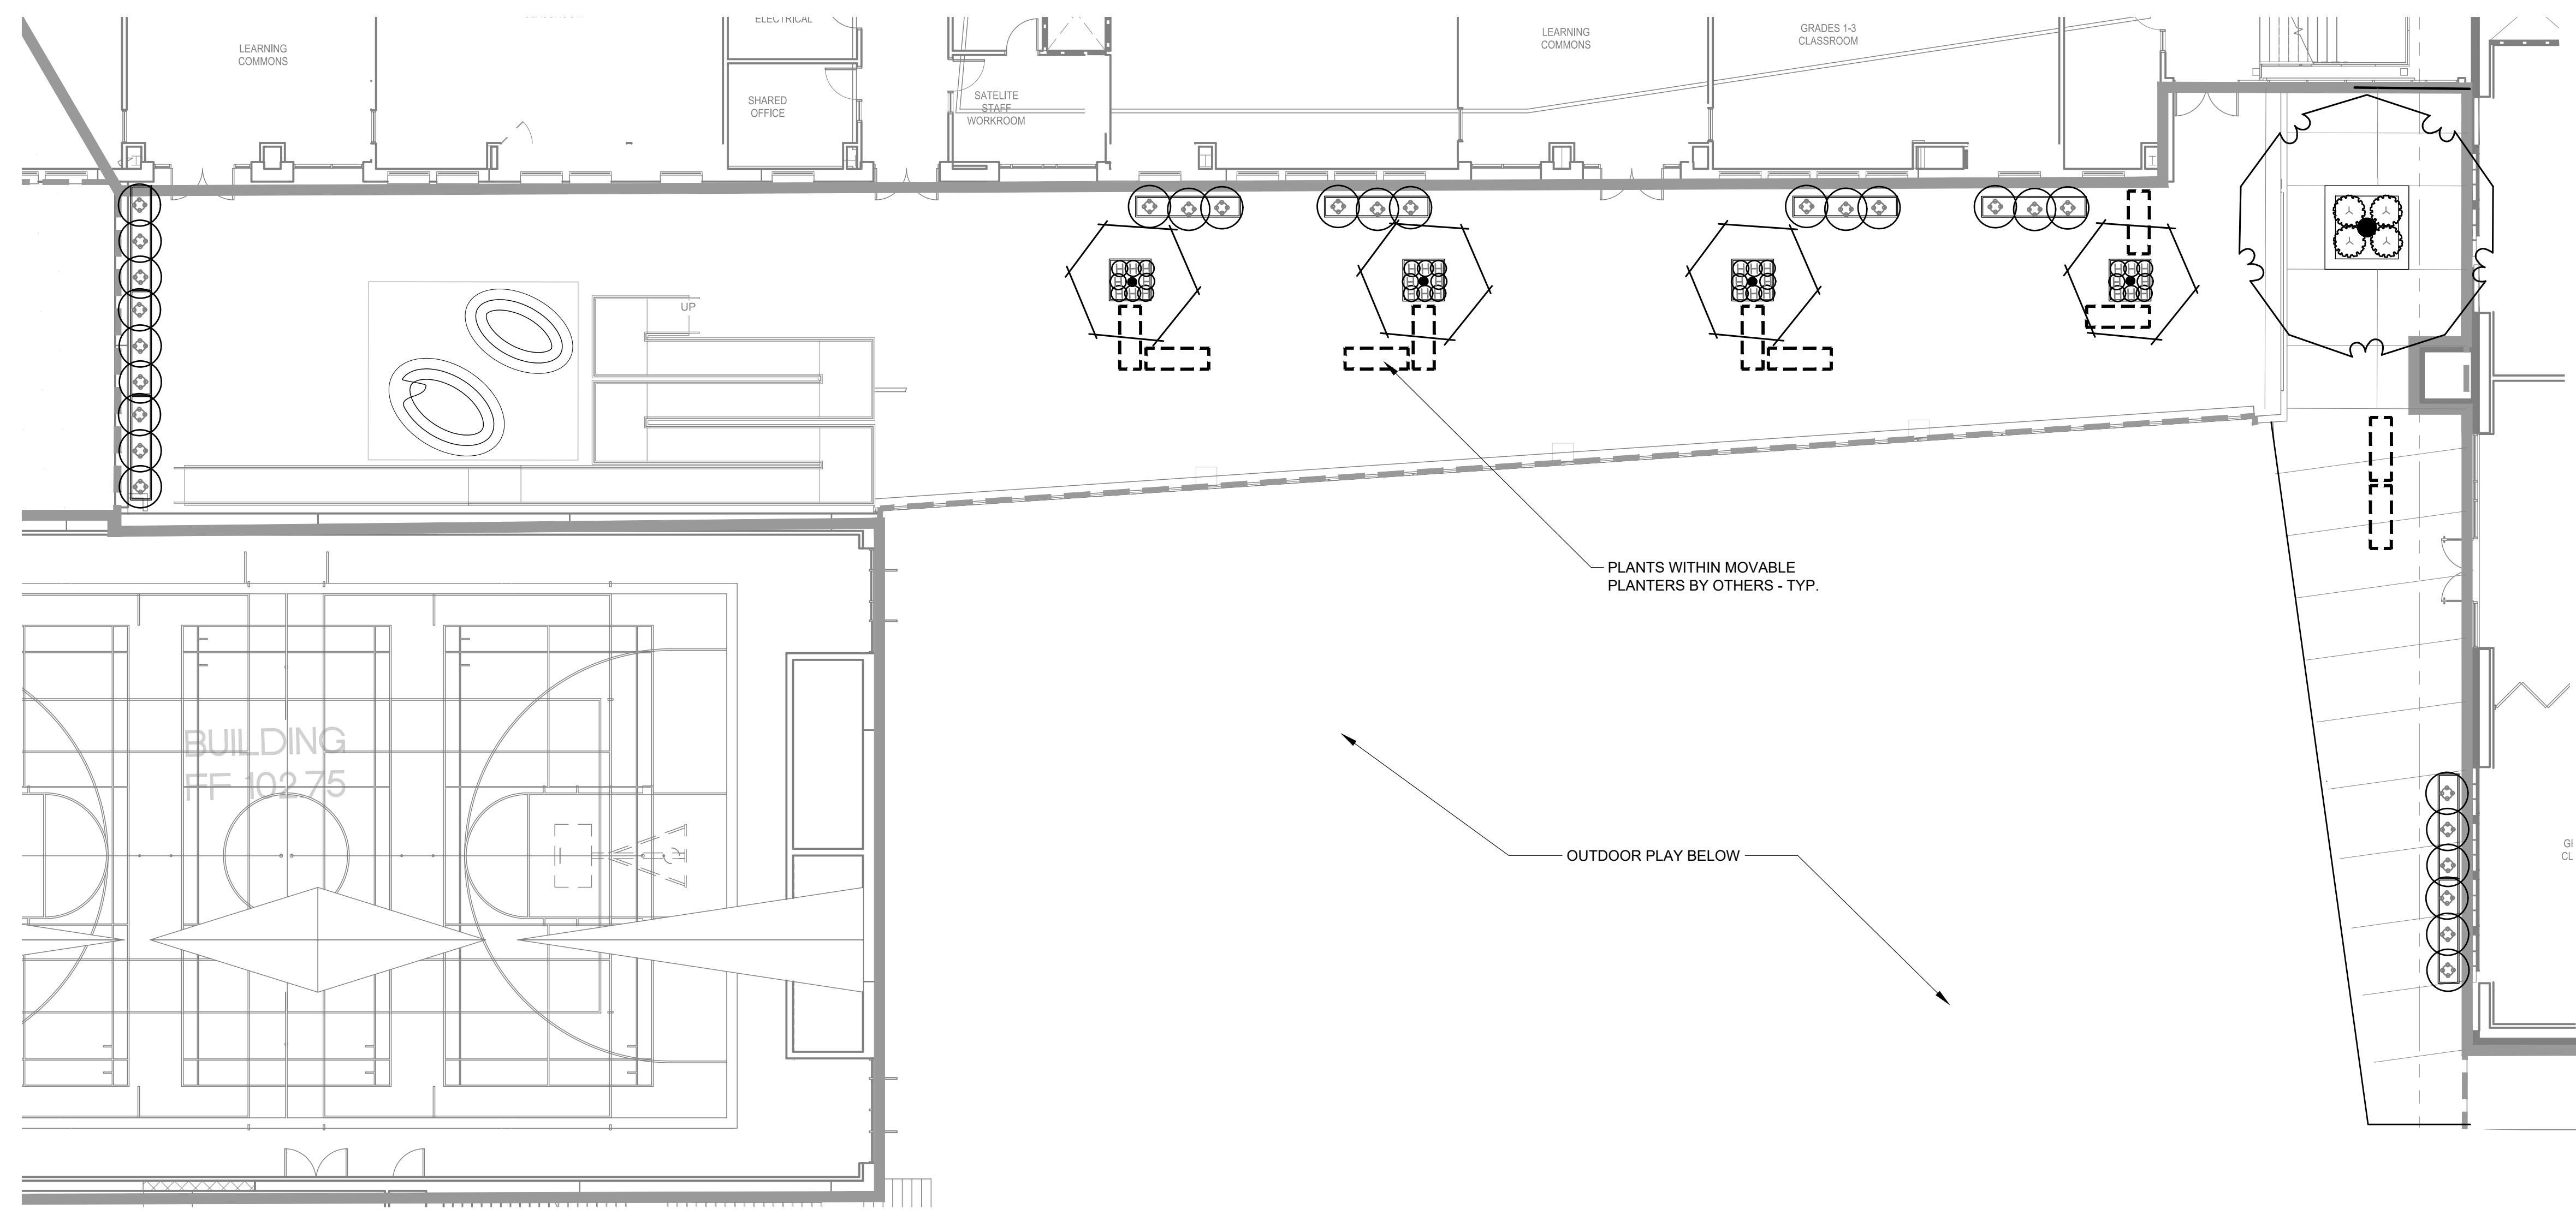 ELECTRICAL
LEARNING
COMMONS
SHARED
OFFICE
SATELITE
STAFF
WORKROOM
LEARNING
COMMONS
GRADES 1-3
CLASSROOM
UP
PLANTS WITHIN MOVABLE
PLANTERS BY OTHERS - TYP.
BUILDING
FF 102.75
OUTDOOR PLAY BELOW